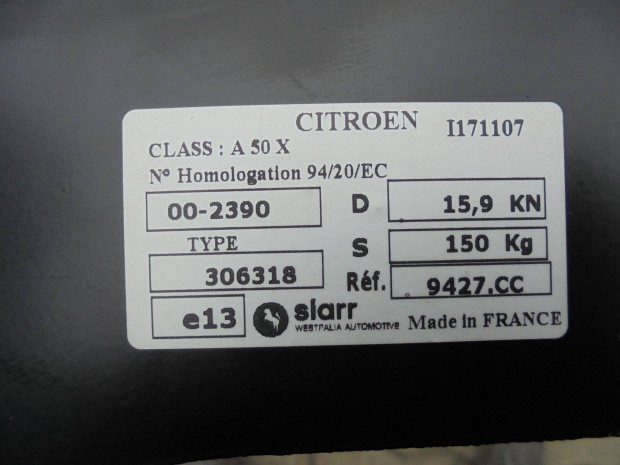 CITROEN I171107
CLASS : A 50 X
Nº Homologation 94/20/EC
00-2390 D 15,9 KN
TYPE S 150 Kg
306318 Réf. 9427.CC
e13 siarr Made in FRANCE
WESTFALIA AUTOMOTIVE